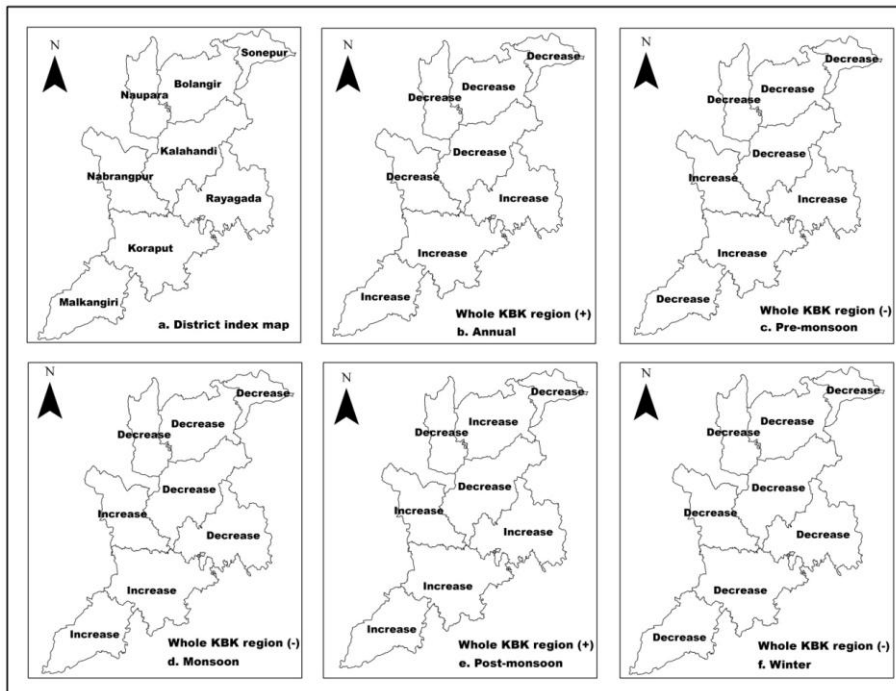 N
Sonepur
Bolangir
Naupara
Kalahandi
Nabrangpur
Rayagada
Koraput
Malkangiri
a. District index map
N
Decrease
Decrease
Decrease
Decrease
Decrease
Increase
Increase
Increase
Whole KBK region (+)
b. Annual
N
Decrease
Decrease
Decrease
Decrease
Increase
Increase
Increase
Decrease
Whole KBK region (-)
c. Pre-monsoon
N
Decrease
Decrease
Decrease
Decrease
Increase
Decrease
Increase
Increase
Whole KBK region (-)
d. Monsoon
N
Decrease
Increase
Decrease
Decrease
Increase
Increase
Increase
Increase
Whole KBK region (+)
e. Post-monsoon
N
Decrease
Decrease
Decrease
Decrease
Decrease
Decrease
Decrease
Decrease
Whole KBK region (-)
f. Winter